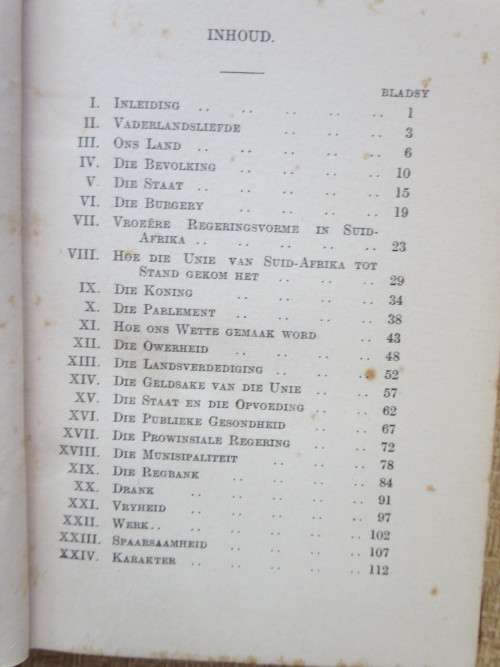 INHOUD.
BLADSY
I. INLEIDING .. .. .. .. .. 1
II. VADERLANDSLIEFDE .. .. .. 3
III. ONS LAND .. .. .. .. .. 6
IV. DIE BEVOLKING .. .. .. .. 10
V. DIE STAAT .. .. .. .. .. 15
VI. DIE BURGERY .. .. .. .. 19
VII. VROEËRE REGERINGSVORME IN SUID-
AFRIKA .. .. .. .. .. 23
VIII. HOE DIE UNIE VAN SUID-AFRIKA TOT
STAND GEKOM HET .. .. .. 29
IX. DIE KONING .. .. .. .. 34
X. DIE PARLEMENT .. .. .. .. 38
XI. HOE ONS WETTE GEMAAK WORD .. .. 43
XII. DIE OWERHEID .. .. .. .. 48
XIII. DIE LANDSVERDEDIGING .. .. .. 52
XIV. DIE GELDSAKE VAN DIE UNIE .. .. 57
XV. DIE STAAT EN DIE OPVOEDING .. .. 62
XVI. DIE PUBLIEKE GESONDHEID .. .. 67
XVII. DIE PROWINSIALE REGERING .. .. 72
XVIII. DIE MUNISIPALITEIT .. .. .. 78
XIX. DIE REGBANK .. .. .. .. 84
XX. DRANK .. .. .. .. .. 91
XXI. VRYHEID .. .. .. .. .. 97
XXII. WERK .. .. .. .. .. 102
XXIII. SPAARSAAMHEID .. .. .. .. 107
XXIV. KARAKTER .. .. .. .. .. 112